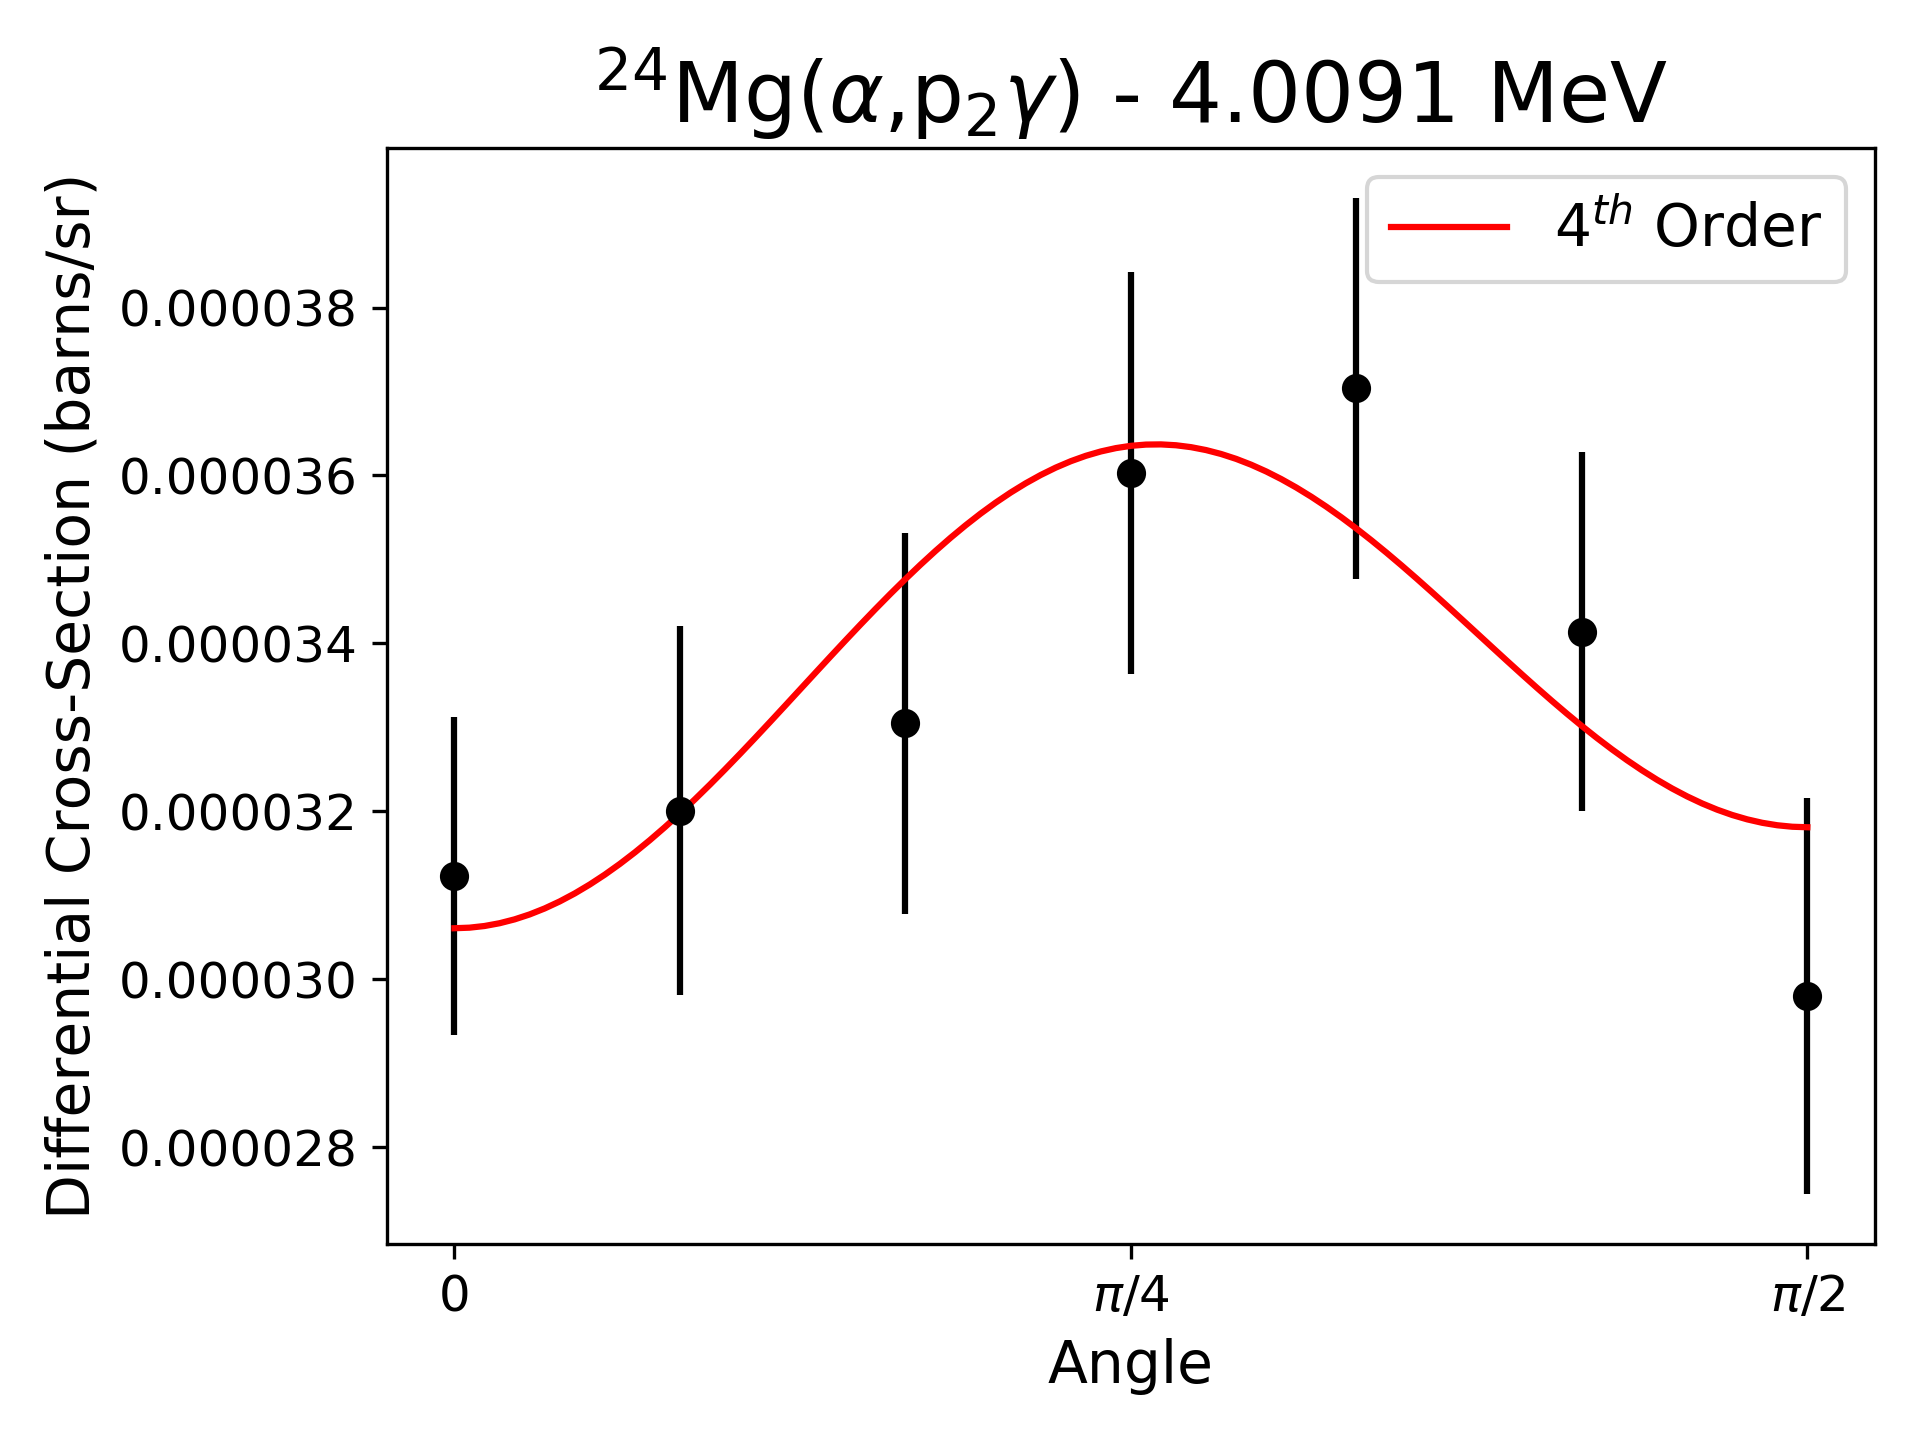 ²⁴Mg(α,p₂γ) - 4.0091 MeV
4ᵗʰ Order
Differential Cross-Section (barns/sr)
0.000038
0.000036
0.000034
0.000032
0.000030
0.000028
0
π/4
π/2
Angle